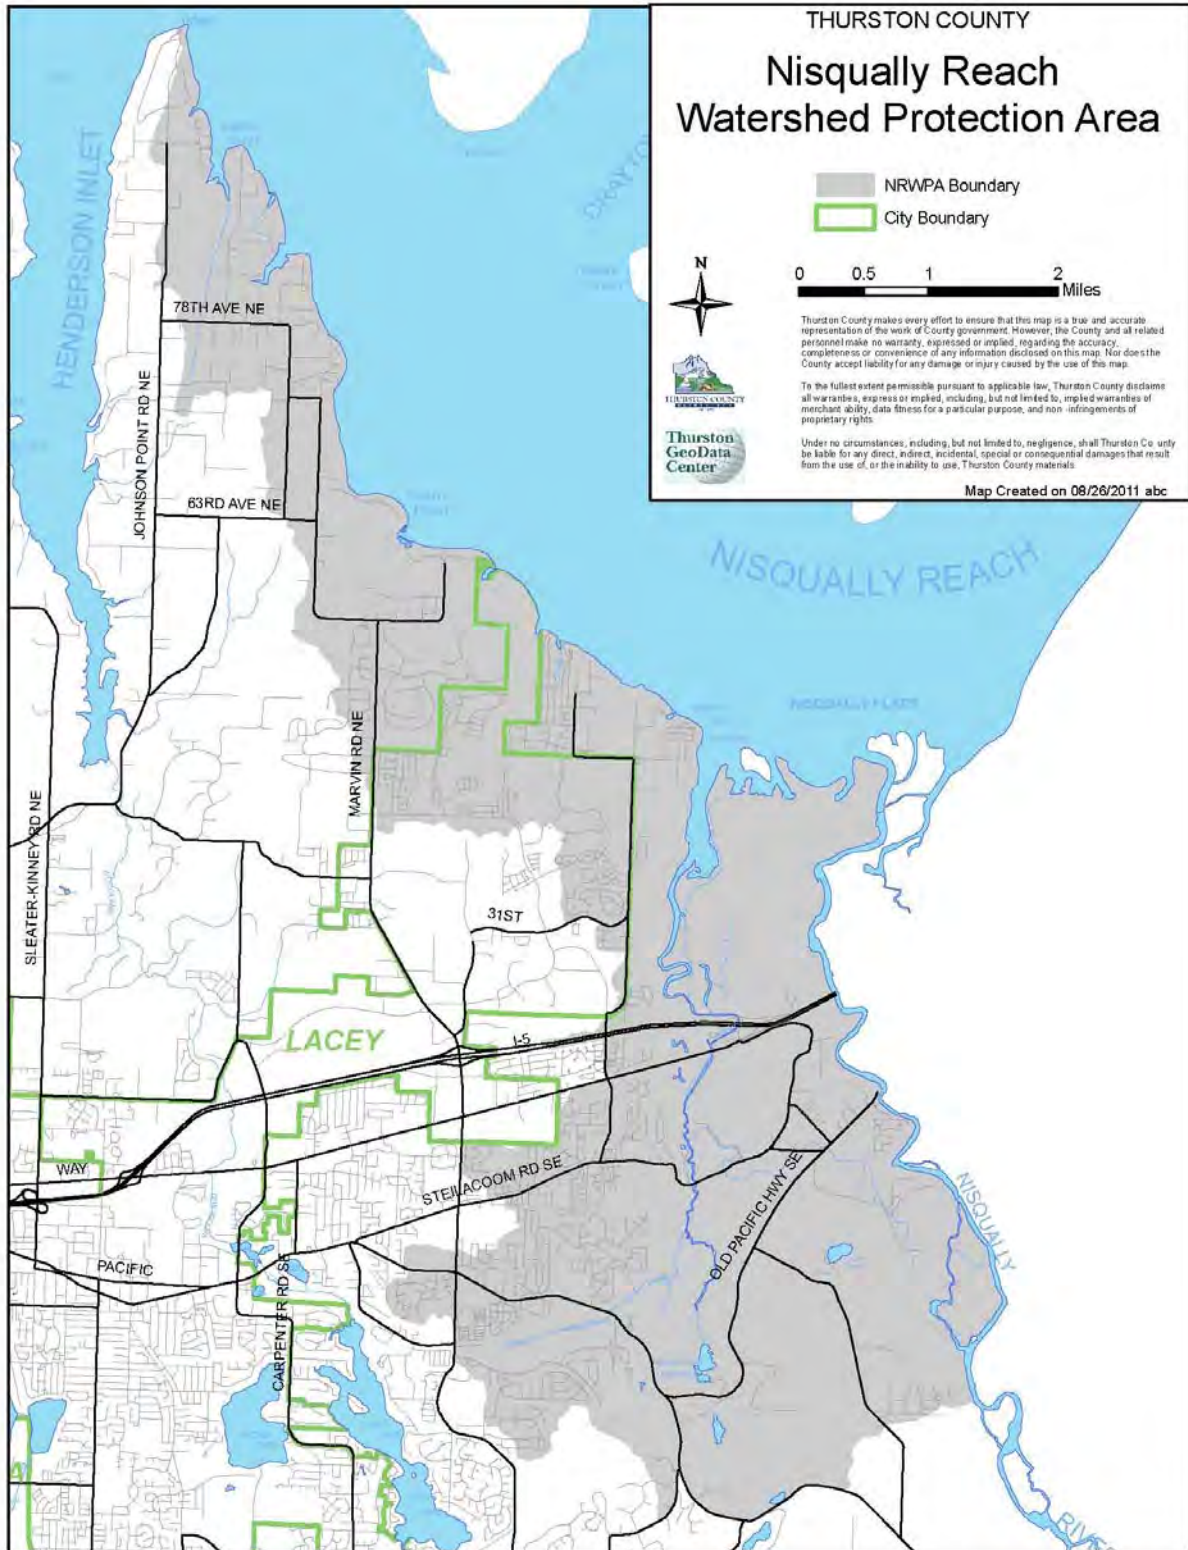 THURSTON COUNTY
Nisqually Reach
Watershed Protection Area
NRWPA Boundary
City Boundary
N
0 0.5 1 2
Miles
Thurston County makes every effort to ensure that this map is a true and accurate
representation of the work of County government. However, the County and all related
personnel make no warranty, expressed or implied, regarding the accuracy,
completeness or convenience of any information disclosed on this map. Nor does the
County accept liability for any damage or injury caused by the use of this map.
To the fullest extent permissible pursuant to applicable law, Thurston County disclaims
all warranties, express or implied, including, but not limited to, implied warranties of
merchant ability, data fitness for a particular purpose, and non -infringements of
proprietary rights.
Under no circumstances, including, but not limited to, negligence, shall Thurston Co unty
be liable for any direct, indirect, incidental, special or consequential damages that result
from the use of, or the inability to use, Thurston County materials.
THURSTON COUNTY
Thurston
GeoData
Center
Map Created on 08/26/2011 abc
HENDERSON INLET
78TH AVE NE
JOHNSON POINT RD NE
63RD AVE NE
NISQUALLY REACH
NISQUALLY FLATS
MARVIN RD NE
SLEATER-KINNEY RD NE
31ST
LACEY
I-5
WAY
STEILACOOM RD SE
OLD PACIFIC HWY SE
PACIFIC
CARPENTER RD SE
NISQUALLY
RIVER